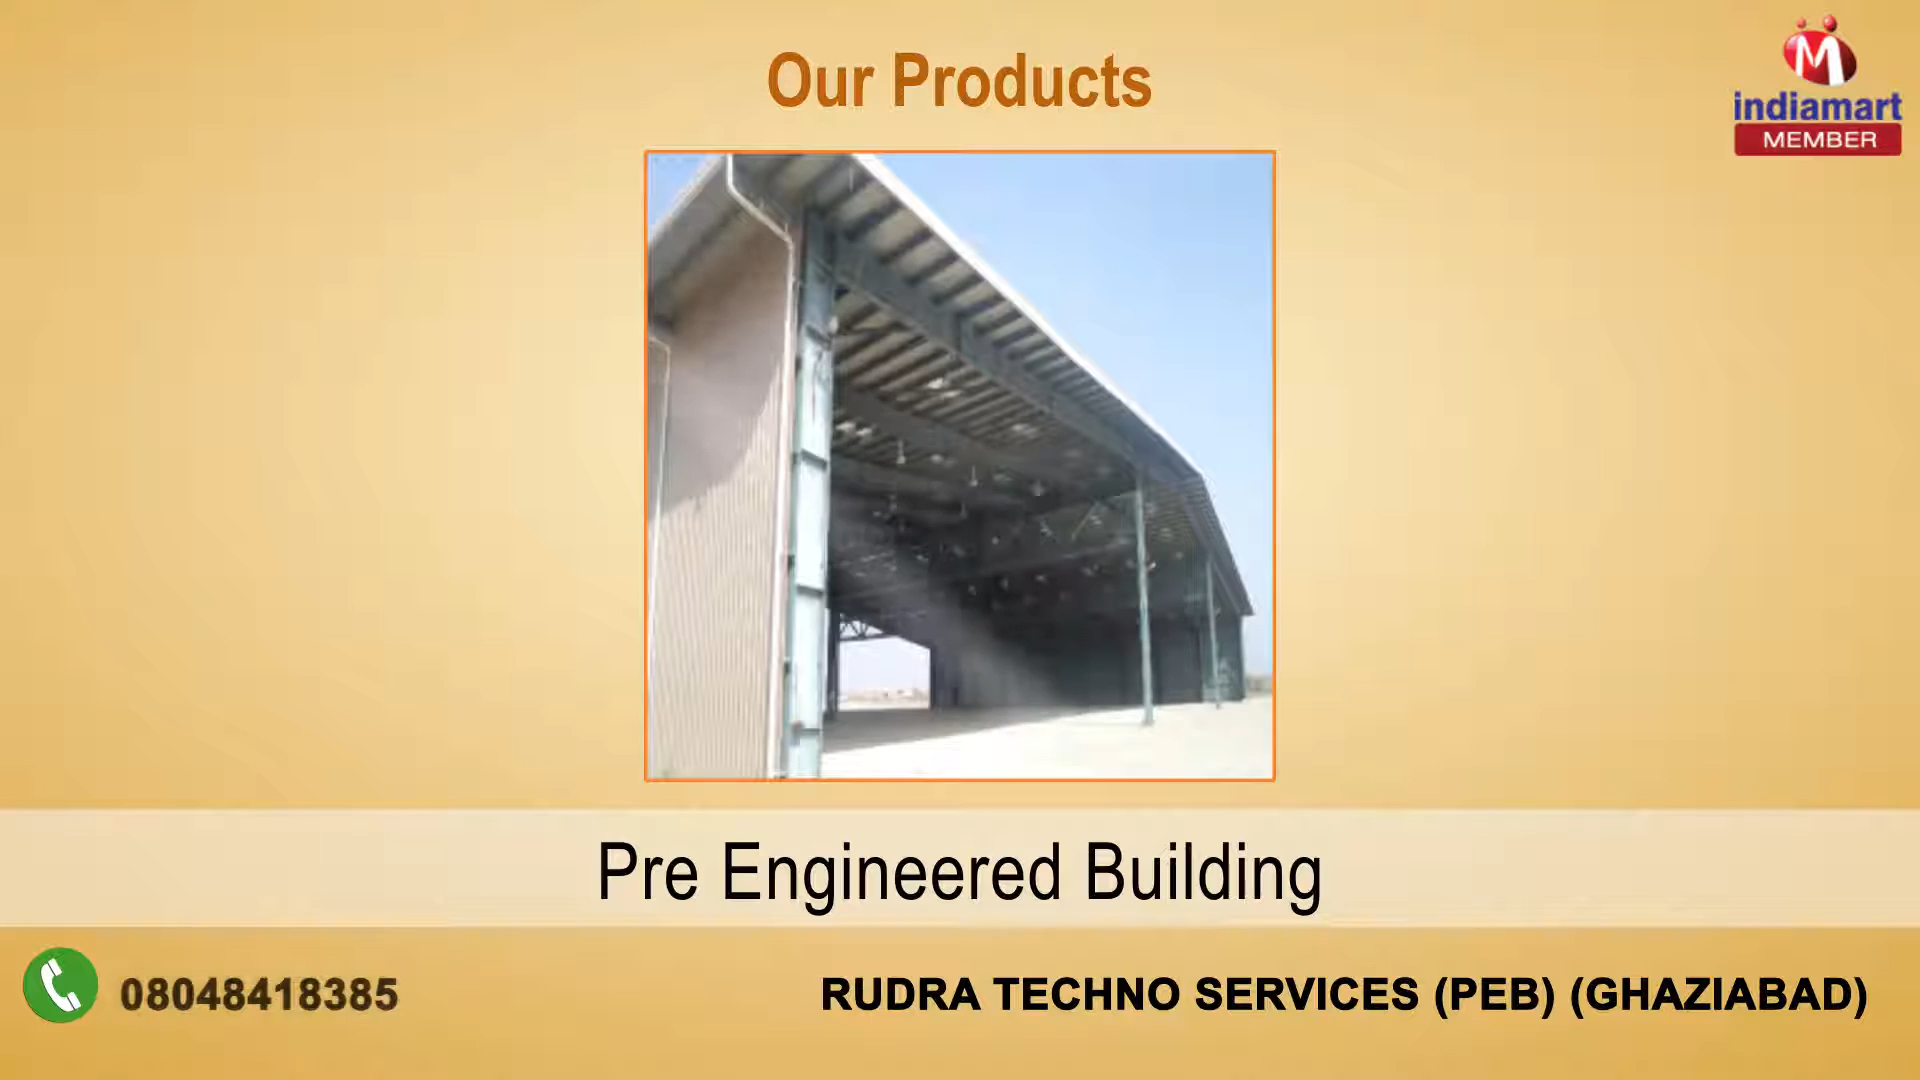 Our Products
indiamart
MEMBER
Pre Engineered Building
08048418385
RUDRA TECHNO SERVICES (PEB) (GHAZIABAD)